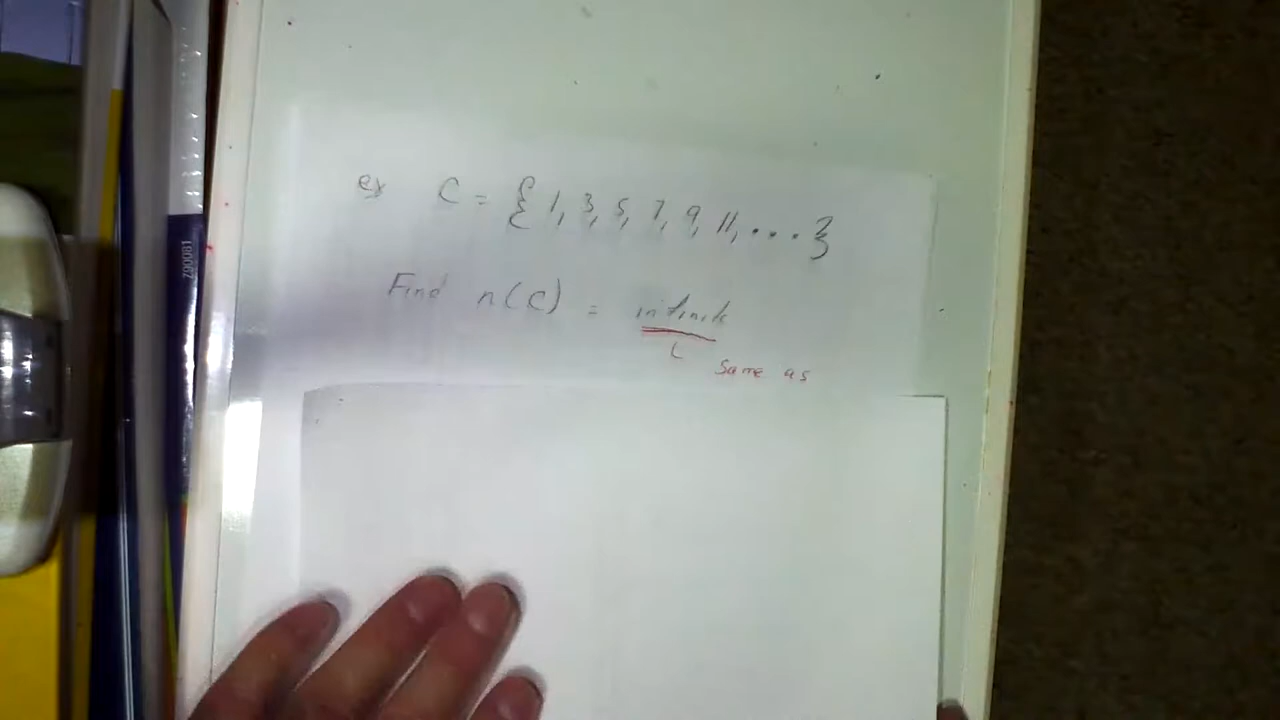 ex C = { 1, 3, 5, 7, 9, 11, ... }
Find n(C) = infinite
Same as